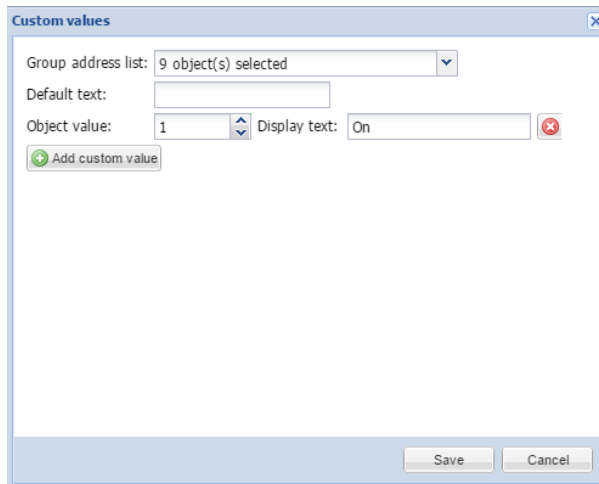 Custom values
Group address list: 9 object(s) selected
Default text:
Object value: 1 Display text: On
Add custom value
Save Cancel